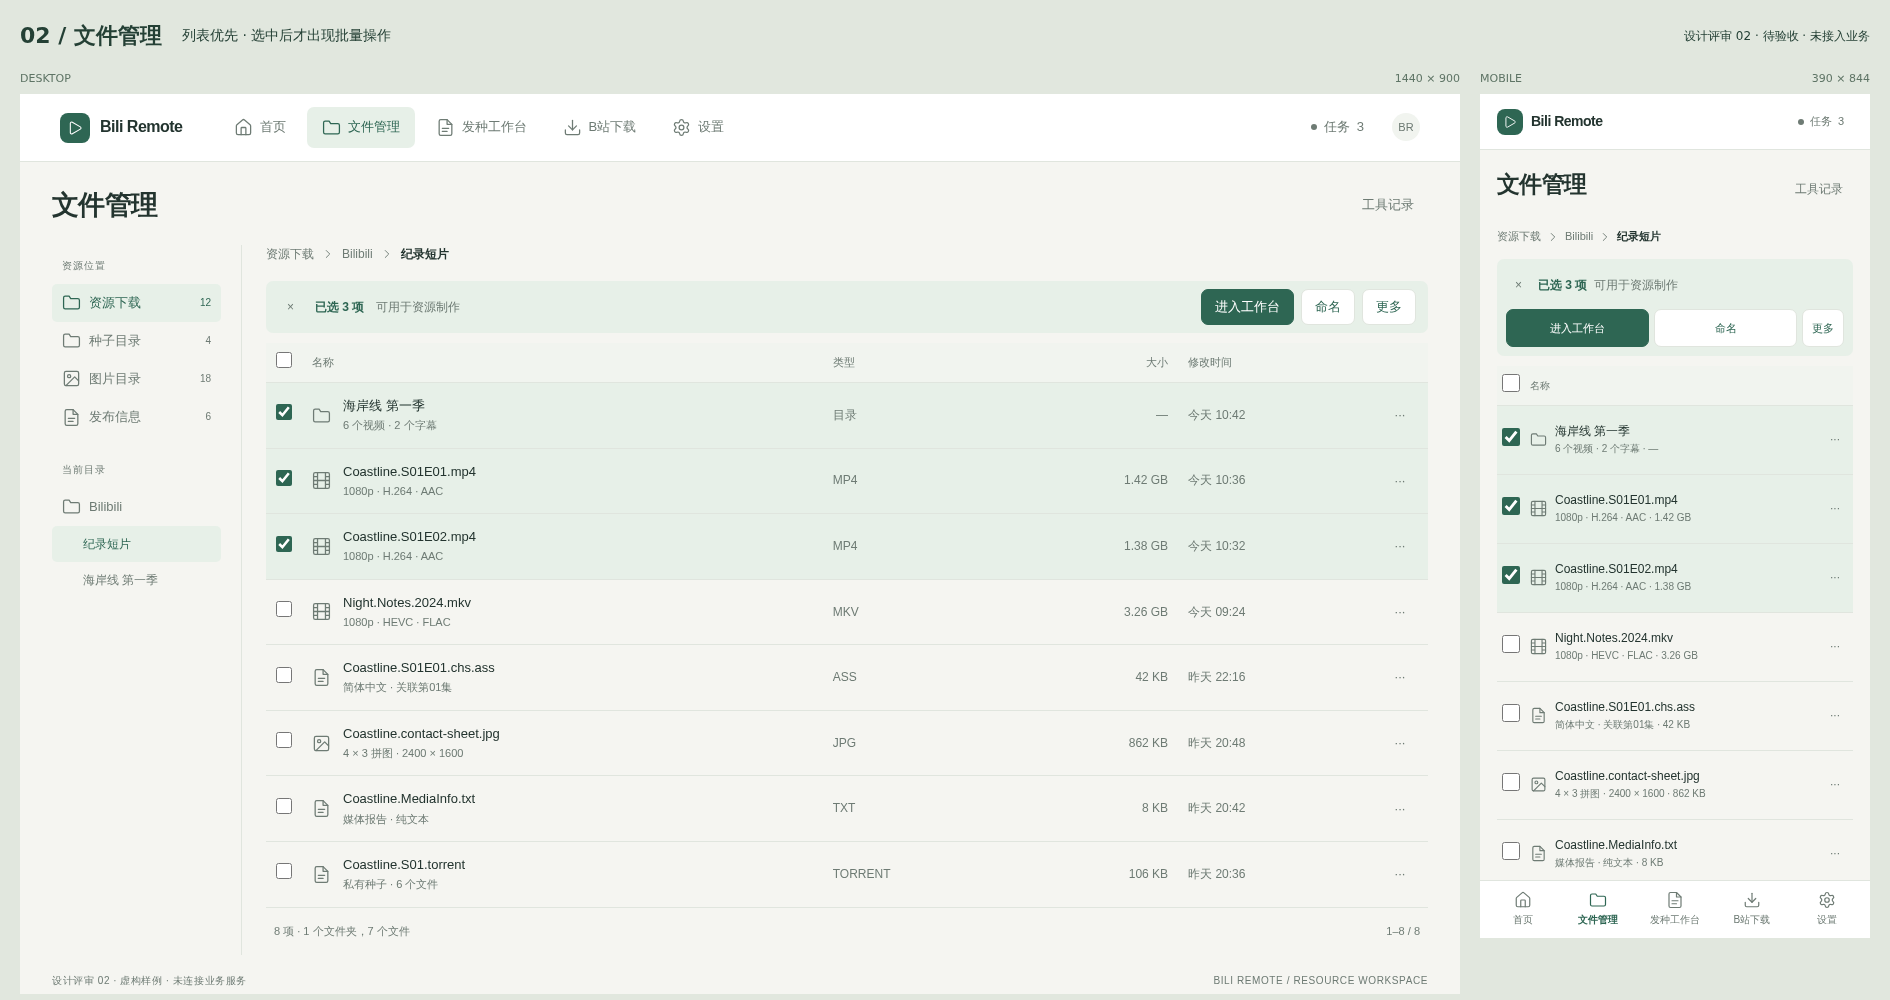 02 / 文件管理 列表优先 · 选中后才出现批量操作 设计评审 02 · 待验收 · 未接入业务
DESKTOP 1440 × 900
Bili Remote 首页 文件管理 发种工作台 B站下载 设置 任务 3 BR
文件管理 工具记录
资源位置
资源下载 12
种子目录 4
图片目录 18
发布信息 6
当前目录
Bilibili
纪录短片
海岸线 第一季
资源下载 Bilibili 纪录短片
× 已选 3 项 可用于资源制作 进入工作台 命名 更多
名称 类型 大小 修改时间
海岸线 第一季 目录 — 今天 10:42 ...
6 个视频 · 2 个字幕
Coastline.S01E01.mp4 MP4 1.42 GB 今天 10:36 ...
1080p · H.264 · AAC
Coastline.S01E02.mp4 MP4 1.38 GB 今天 10:32 ...
1080p · H.264 · AAC
Night.Notes.2024.mkv MKV 3.26 GB 今天 09:24 ...
1080p · HEVC · FLAC
Coastline.S01E01.chs.ass ASS 42 KB 昨天 22:16 ...
简体中文 · 关联第01集
Coastline.contact-sheet.jpg JPG 862 KB 昨天 20:48 ...
4 × 3 拼图 · 2400 × 1600
Coastline.MediaInfo.txt TXT 8 KB 昨天 20:42 ...
媒体报告 · 纯文本
Coastline.S01.torrent TORRENT 106 KB 昨天 20:36 ...
私有种子 · 6 个文件
8 项 · 1 个文件夹，7 个文件 1–8 / 8
设计评审 02 · 虚构样例 · 未连接业务服务 BILI REMOTE / RESOURCE WORKSPACE
MOBILE 390 × 844
Bili Remote 任务 3
文件管理 工具记录
资源下载 Bilibili 纪录短片
× 已选 3 项 可用于资源制作
进入工作台 命名 更多
名称
海岸线 第一季 ...
6 个视频 · 2 个字幕 · —
Coastline.S01E01.mp4 ...
1080p · H.264 · AAC · 1.42 GB
Coastline.S01E02.mp4 ...
1080p · H.264 · AAC · 1.38 GB
Night.Notes.2024.mkv ...
1080p · HEVC · FLAC · 3.26 GB
Coastline.S01E01.chs.ass ...
简体中文 · 关联第01集 · 42 KB
Coastline.contact-sheet.jpg ...
4 × 3 拼图 · 2400 × 1600 · 862 KB
Coastline.MediaInfo.txt ...
媒体报告 · 纯文本 · 8 KB
首页 文件管理 发种工作台 B站下载 设置